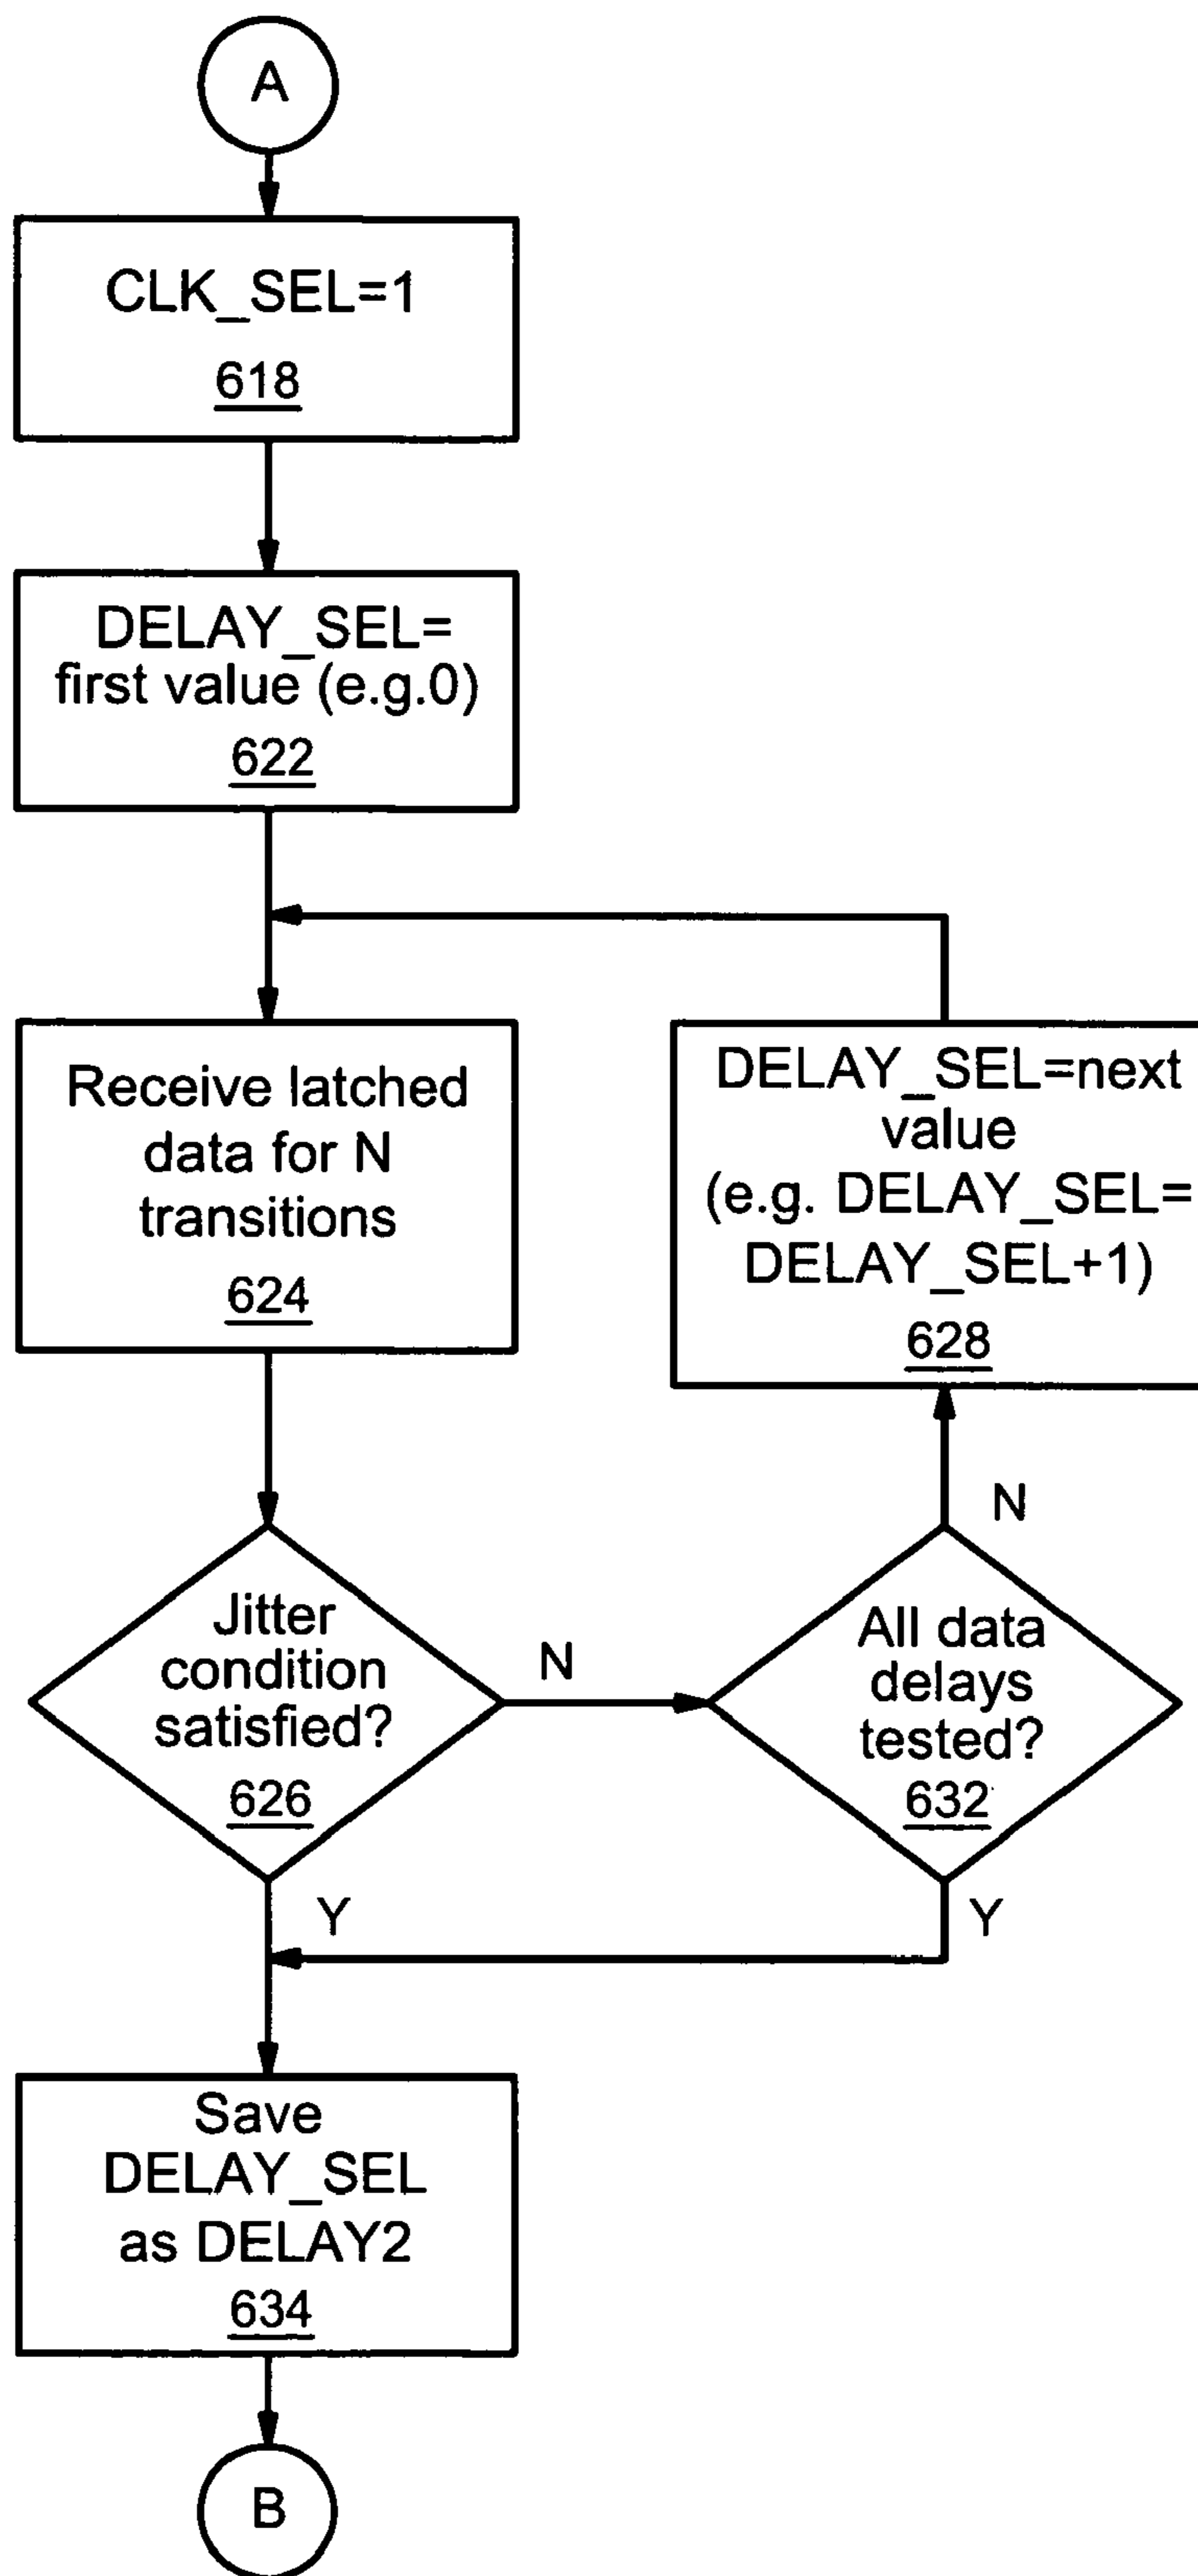 A
CLK_SEL=1
618
DELAY_SEL=
first value (e.g.0)
622
Receive latched
data for N
transitions
624
DELAY_SEL=next
value
(e.g. DELAY_SEL=
DELAY_SEL+1)
628
Jitter
condition
satisfied?
626
N
N
All data
delays
tested?
632
Y
Y
Save
DELAY_SEL
as DELAY2
634
B